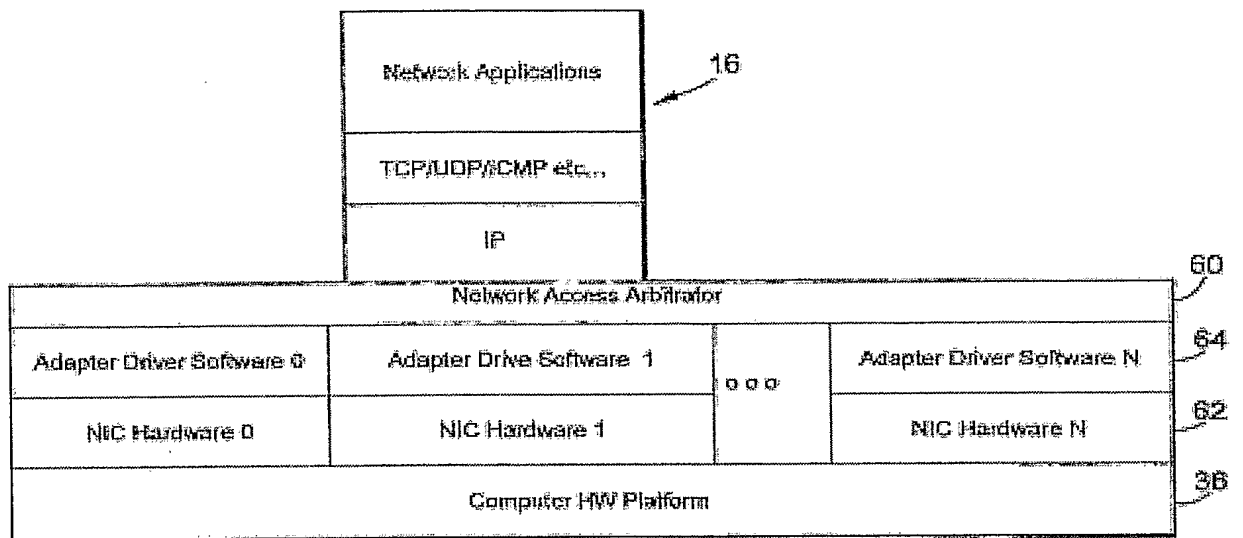 Network Applications
16
TCP/UDP/ICMP etc...
IP
60
Network Access Arbitrator
Adapter Driver Software 0
Adapter Drive Software 1
Adapter Driver Software N
64
o o o
NIC Hardware 0
NIC Hardware 1
NIC Hardware N
62
Computer HW Platform
36